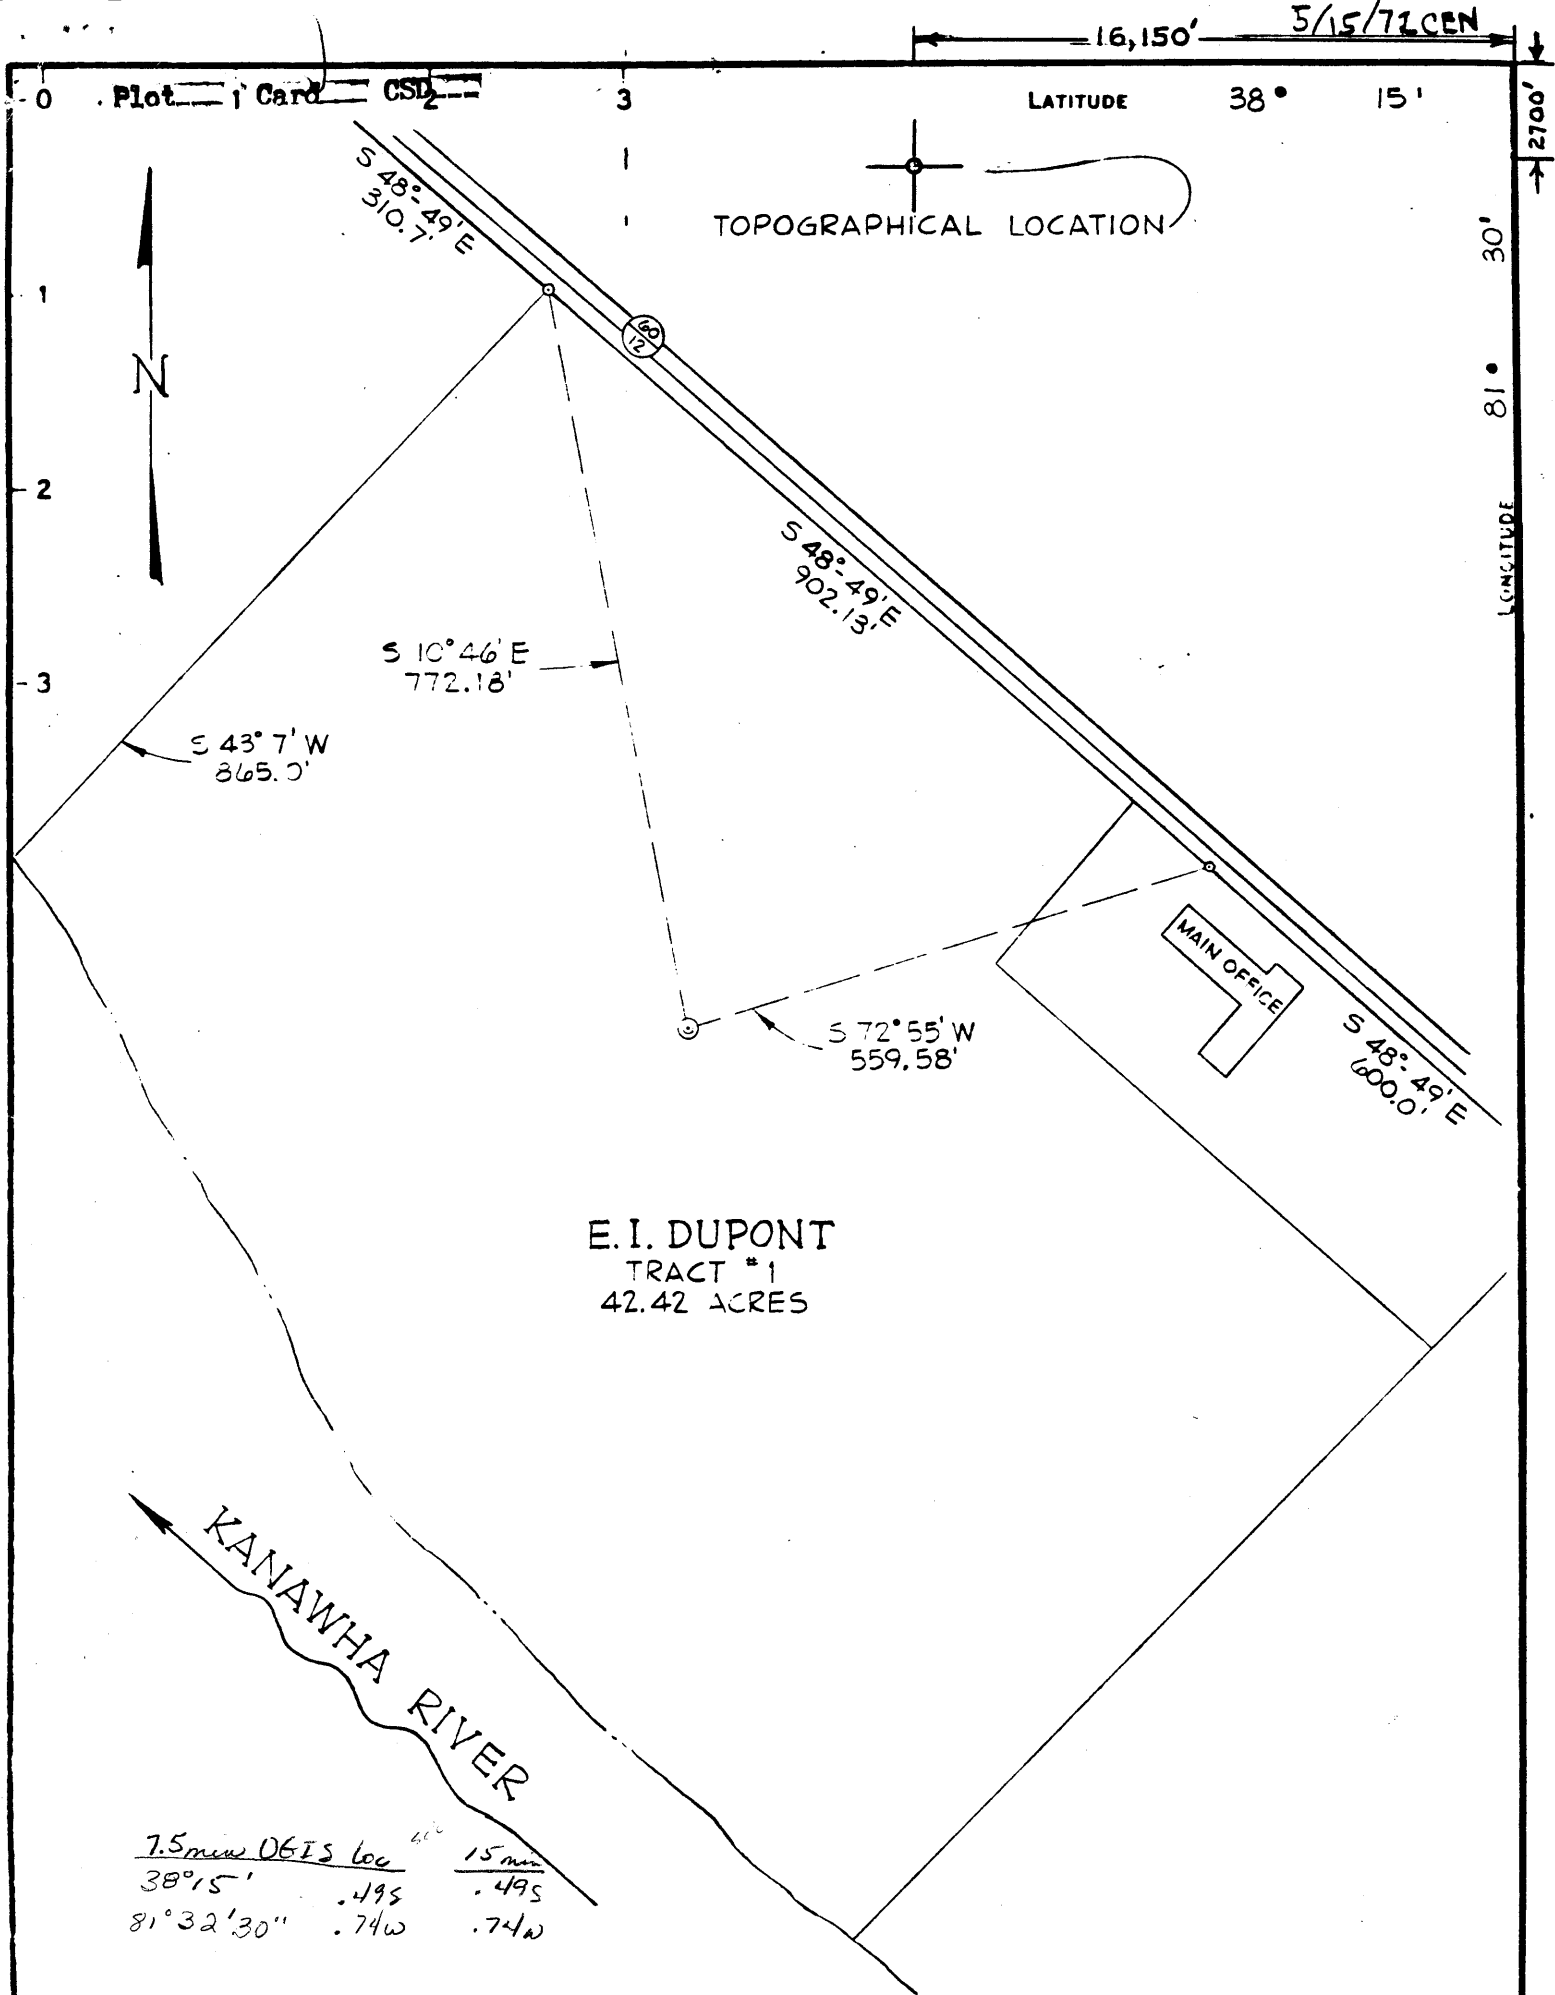 16,150' 5/15/72 CEN
Plot Card CSD
0 1 2 3
LATITUDE 38° 15'
2700'
TOPOGRAPHICAL LOCATION
30'
81°
LONGITUDE
N
1
2
3
S 48°-49' E
310.7'
60
12
S 48°-49' E
902.13'
S 10°46' E
772.18'
S 43°7' W
865.0'
MAIN OFFICE
S 72°55' W
559.58'
S 48°-49' E
600.0'
E. I. DUPONT
TRACT #1
42.42 ACRES
KANAWHA RIVER
7.5min OGIS loc 15 min
38°15' .49S .49S
81°32'30" .74W .74W